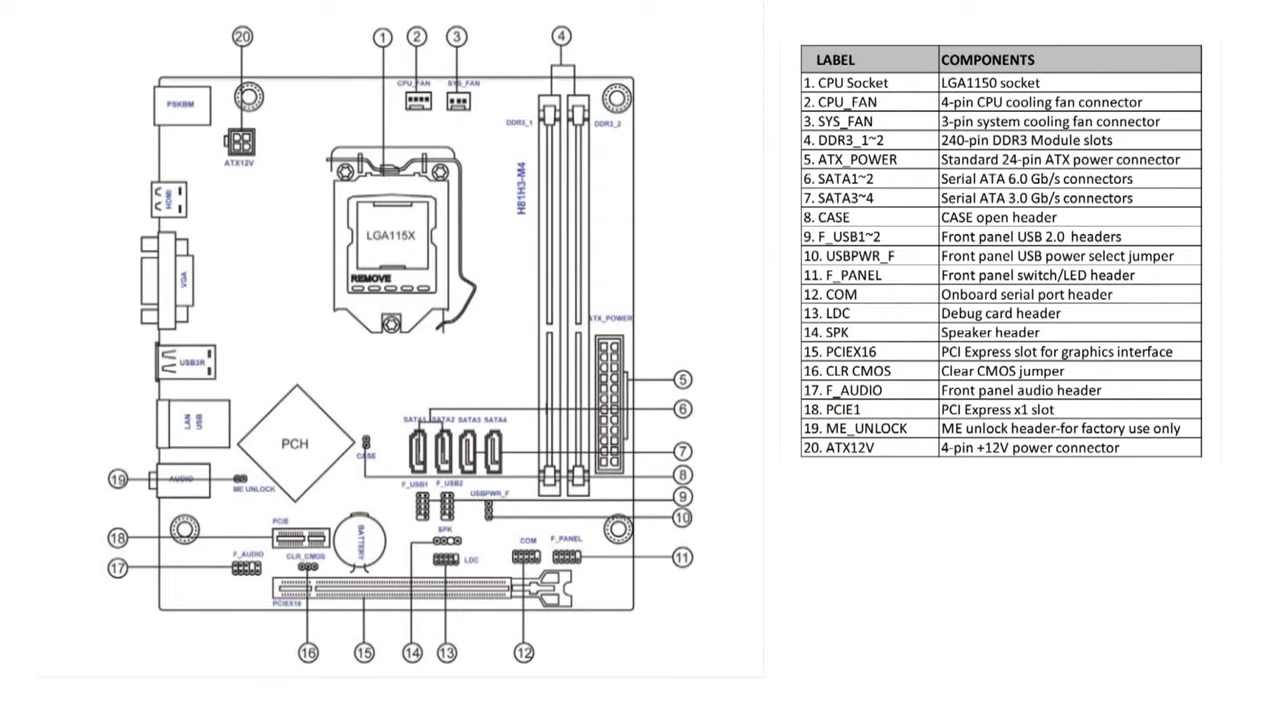 20
1
2
3
4
CPU_FAN
SYS_FAN
PSKBM
DDR3_1
DDR3_2
ATX12V
H81H3-M4
HDMI
LGA115X
VGA
REMOVE
ATX_POWER
USB3R
5
6
LAN
USB
SATA1
SATA2
SATA3
SATA4
PCH
CASE
7
8
19
AUDIO
ME UNLOCK
F_USB1
F_USB2
USBPWR_F
9
10
PCIE
BATTERY
SPK
18
F_AUDIO
CLR_CMOS
LDC
COM
F_PANEL
11
17
PCIEX16
16
15
14
13
12
LABEL COMPONENTS
1. CPU Socket LGA1150 socket
2. CPU_FAN 4-pin CPU cooling fan connector
3. SYS_FAN 3-pin system cooling fan connector
4. DDR3_1~2 240-pin DDR3 Module slots
5. ATX_POWER Standard 24-pin ATX power connector
6. SATA1~2 Serial ATA 6.0 Gb/s connectors
7. SATA3~4 Serial ATA 3.0 Gb/s connectors
8. CASE CASE open header
9. F_USB1~2 Front panel USB 2.0 headers
10. USBPWR_F Front panel USB power select jumper
11. F_PANEL Front panel switch/LED header
12. COM Onboard serial port header
13. LDC Debug card header
14. SPK Speaker header
15. PCIEX16 PCI Express slot for graphics interface
16. CLR CMOS Clear CMOS jumper
17. F_AUDIO Front panel audio header
18. PCIE1 PCI Express x1 slot
19. ME_UNLOCK ME unlock header-for factory use only
20. ATX12V 4-pin +12V power connector